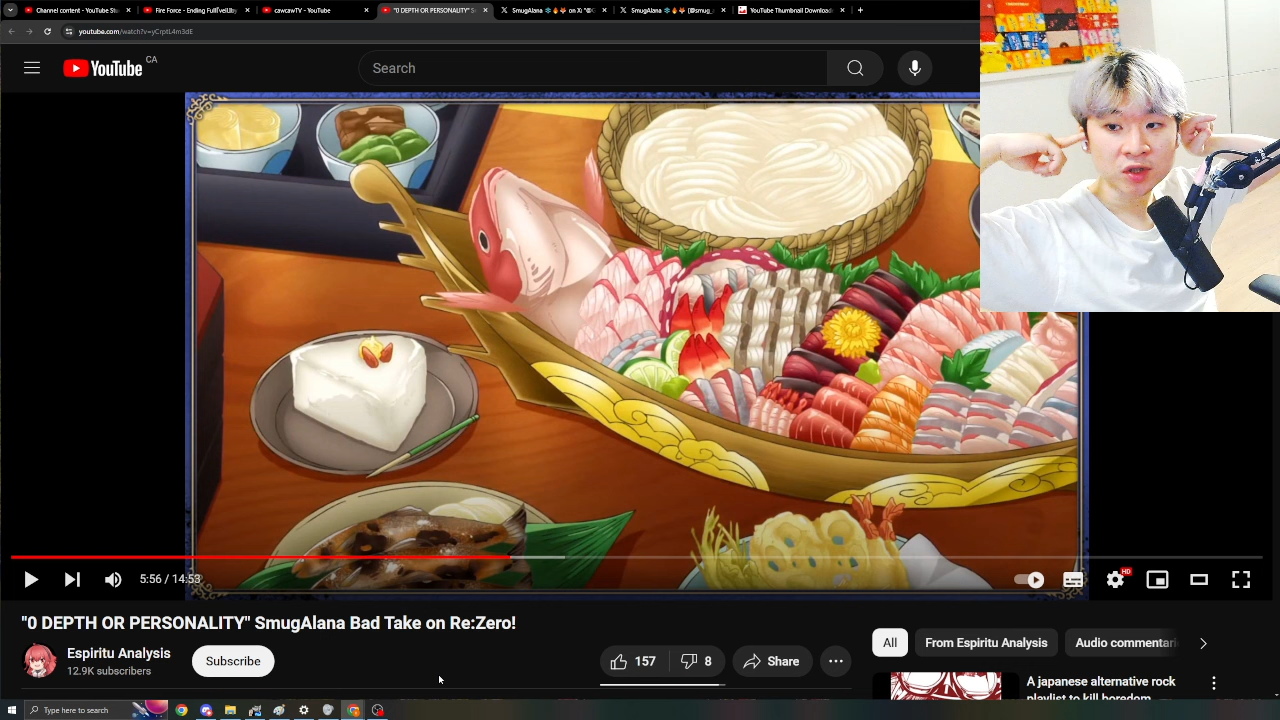 Channel content - YouTube Stu
Fire Force - Ending Full
cawcawTV - YouTube
"0 DEPTH OR PERSONALITY" S
SmugAlana
SmugAlana
YouTube Thumbnail Download
youtube.com/watch?v=yCrptL4m3dE
YouTube CA
Search
5:56 / 14:53
HD
"0 DEPTH OR PERSONALITY" SmugAlana Bad Take on Re:Zero!
Espiritu Analysis
12.9K subscribers
Subscribe
157
8
Share
All
From Espiritu Analysis
Audio commentari
A japanese alternative rock
playlist to kill boredom
Type here to search